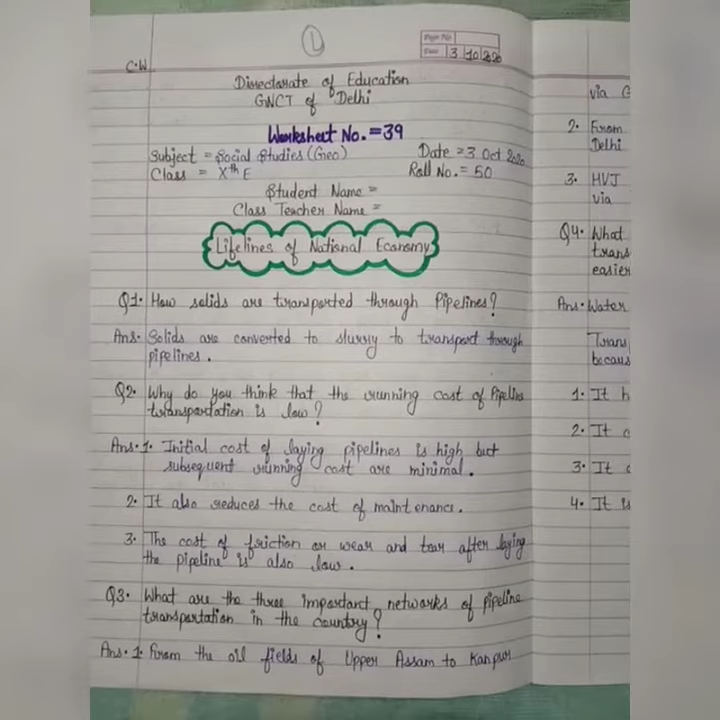 1
Page No.
Date 3 10 220
C.W
Directorate of Education
GNCT of Delhi
Worksheet No. = 39
Subject = Social Studies (Geo)
Date = 3 Oct 2020
Class = Xth E
Roll No. = 50
Student Name =
Class Teacher Name =
Lifelines of National Economy
Q1. How solids are transported through Pipelines?
Ans. Solids are converted to slurry to transport through
pipelines.
Q2. Why do you think that the running cost of Pipeline
transportation is low?
Ans. 1. Initial cost of laying pipelines is high but
subsequent running cost are minimal.
2. It also reduces the cost of maintenance.
3. The cost of friction or wear and tear after laying
the pipeline is also low.
Q3. What are the three important networks of pipeline
transportation in the country?
Ans. 1. From the oil fields of Upper Assam to Kanpur
via G
2. From
Delhi
3. HVJ
via
Q4. What
trans
easier
Ans. Water
Trans
becaus
1. It h
2. It
3. It
4. It is